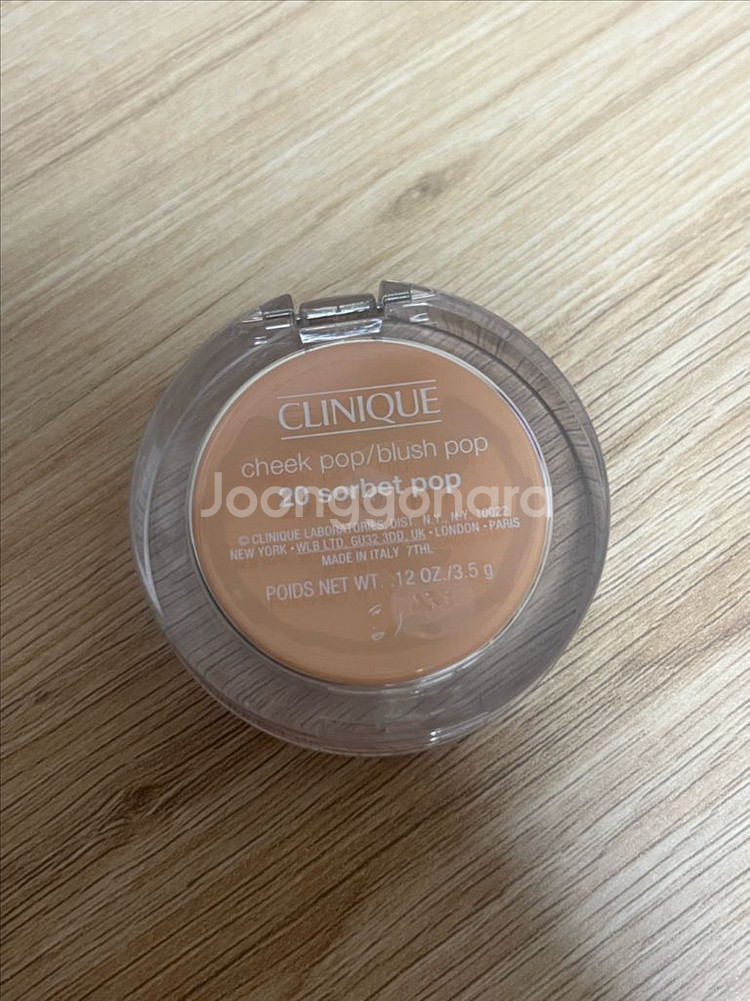 CLINIQUE
cheek pop/blush pop
20 sorbet pop
Joonggonara
© CLINIQUE LABORATORIES, DIST. N.Y., N.Y. 10022
NEW YORK • WLB LTD, GU32 3DD, UK • LONDON • PARIS
MADE IN ITALY 7THL
POIDS NET WT. .12 OZ./3.5 g